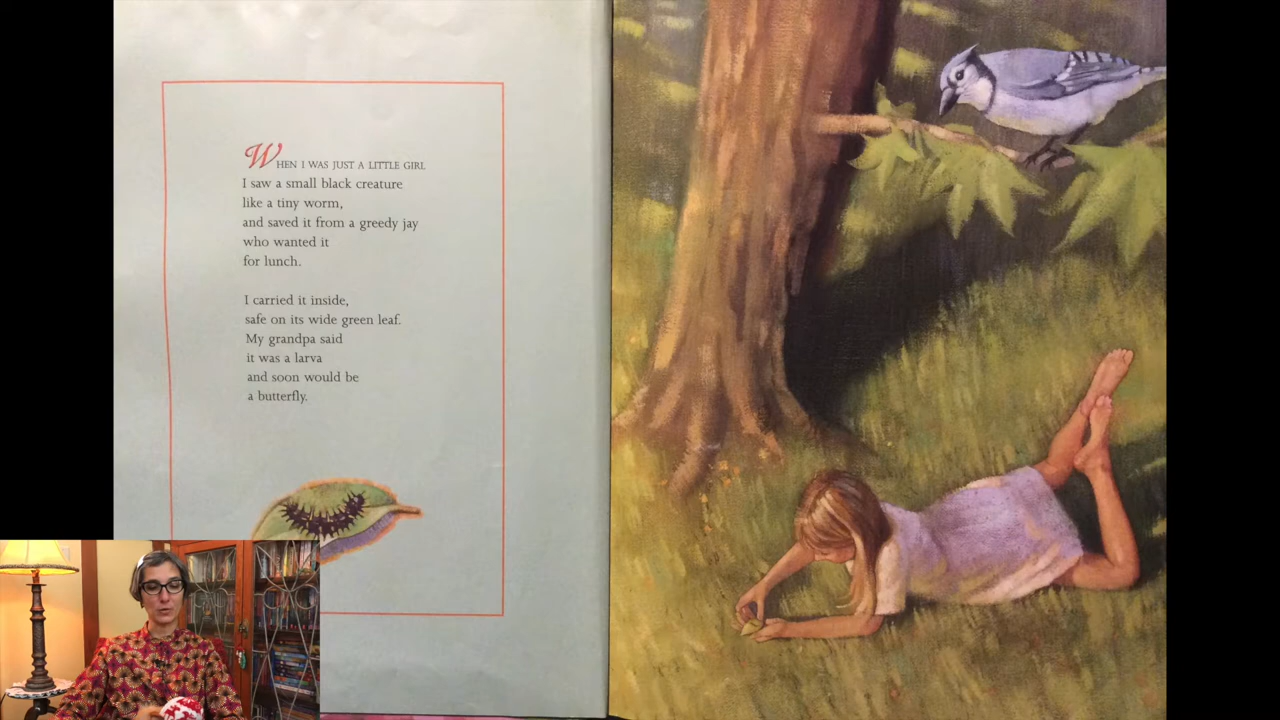 WHEN I WAS JUST A LITTLE GIRL
I saw a small black creature
like a tiny worm,
and saved it from a greedy jay
who wanted it
for lunch.
I carried it inside,
safe on its wide green leaf.
My grandpa said
it was a larva
and soon would be
a butterfly.